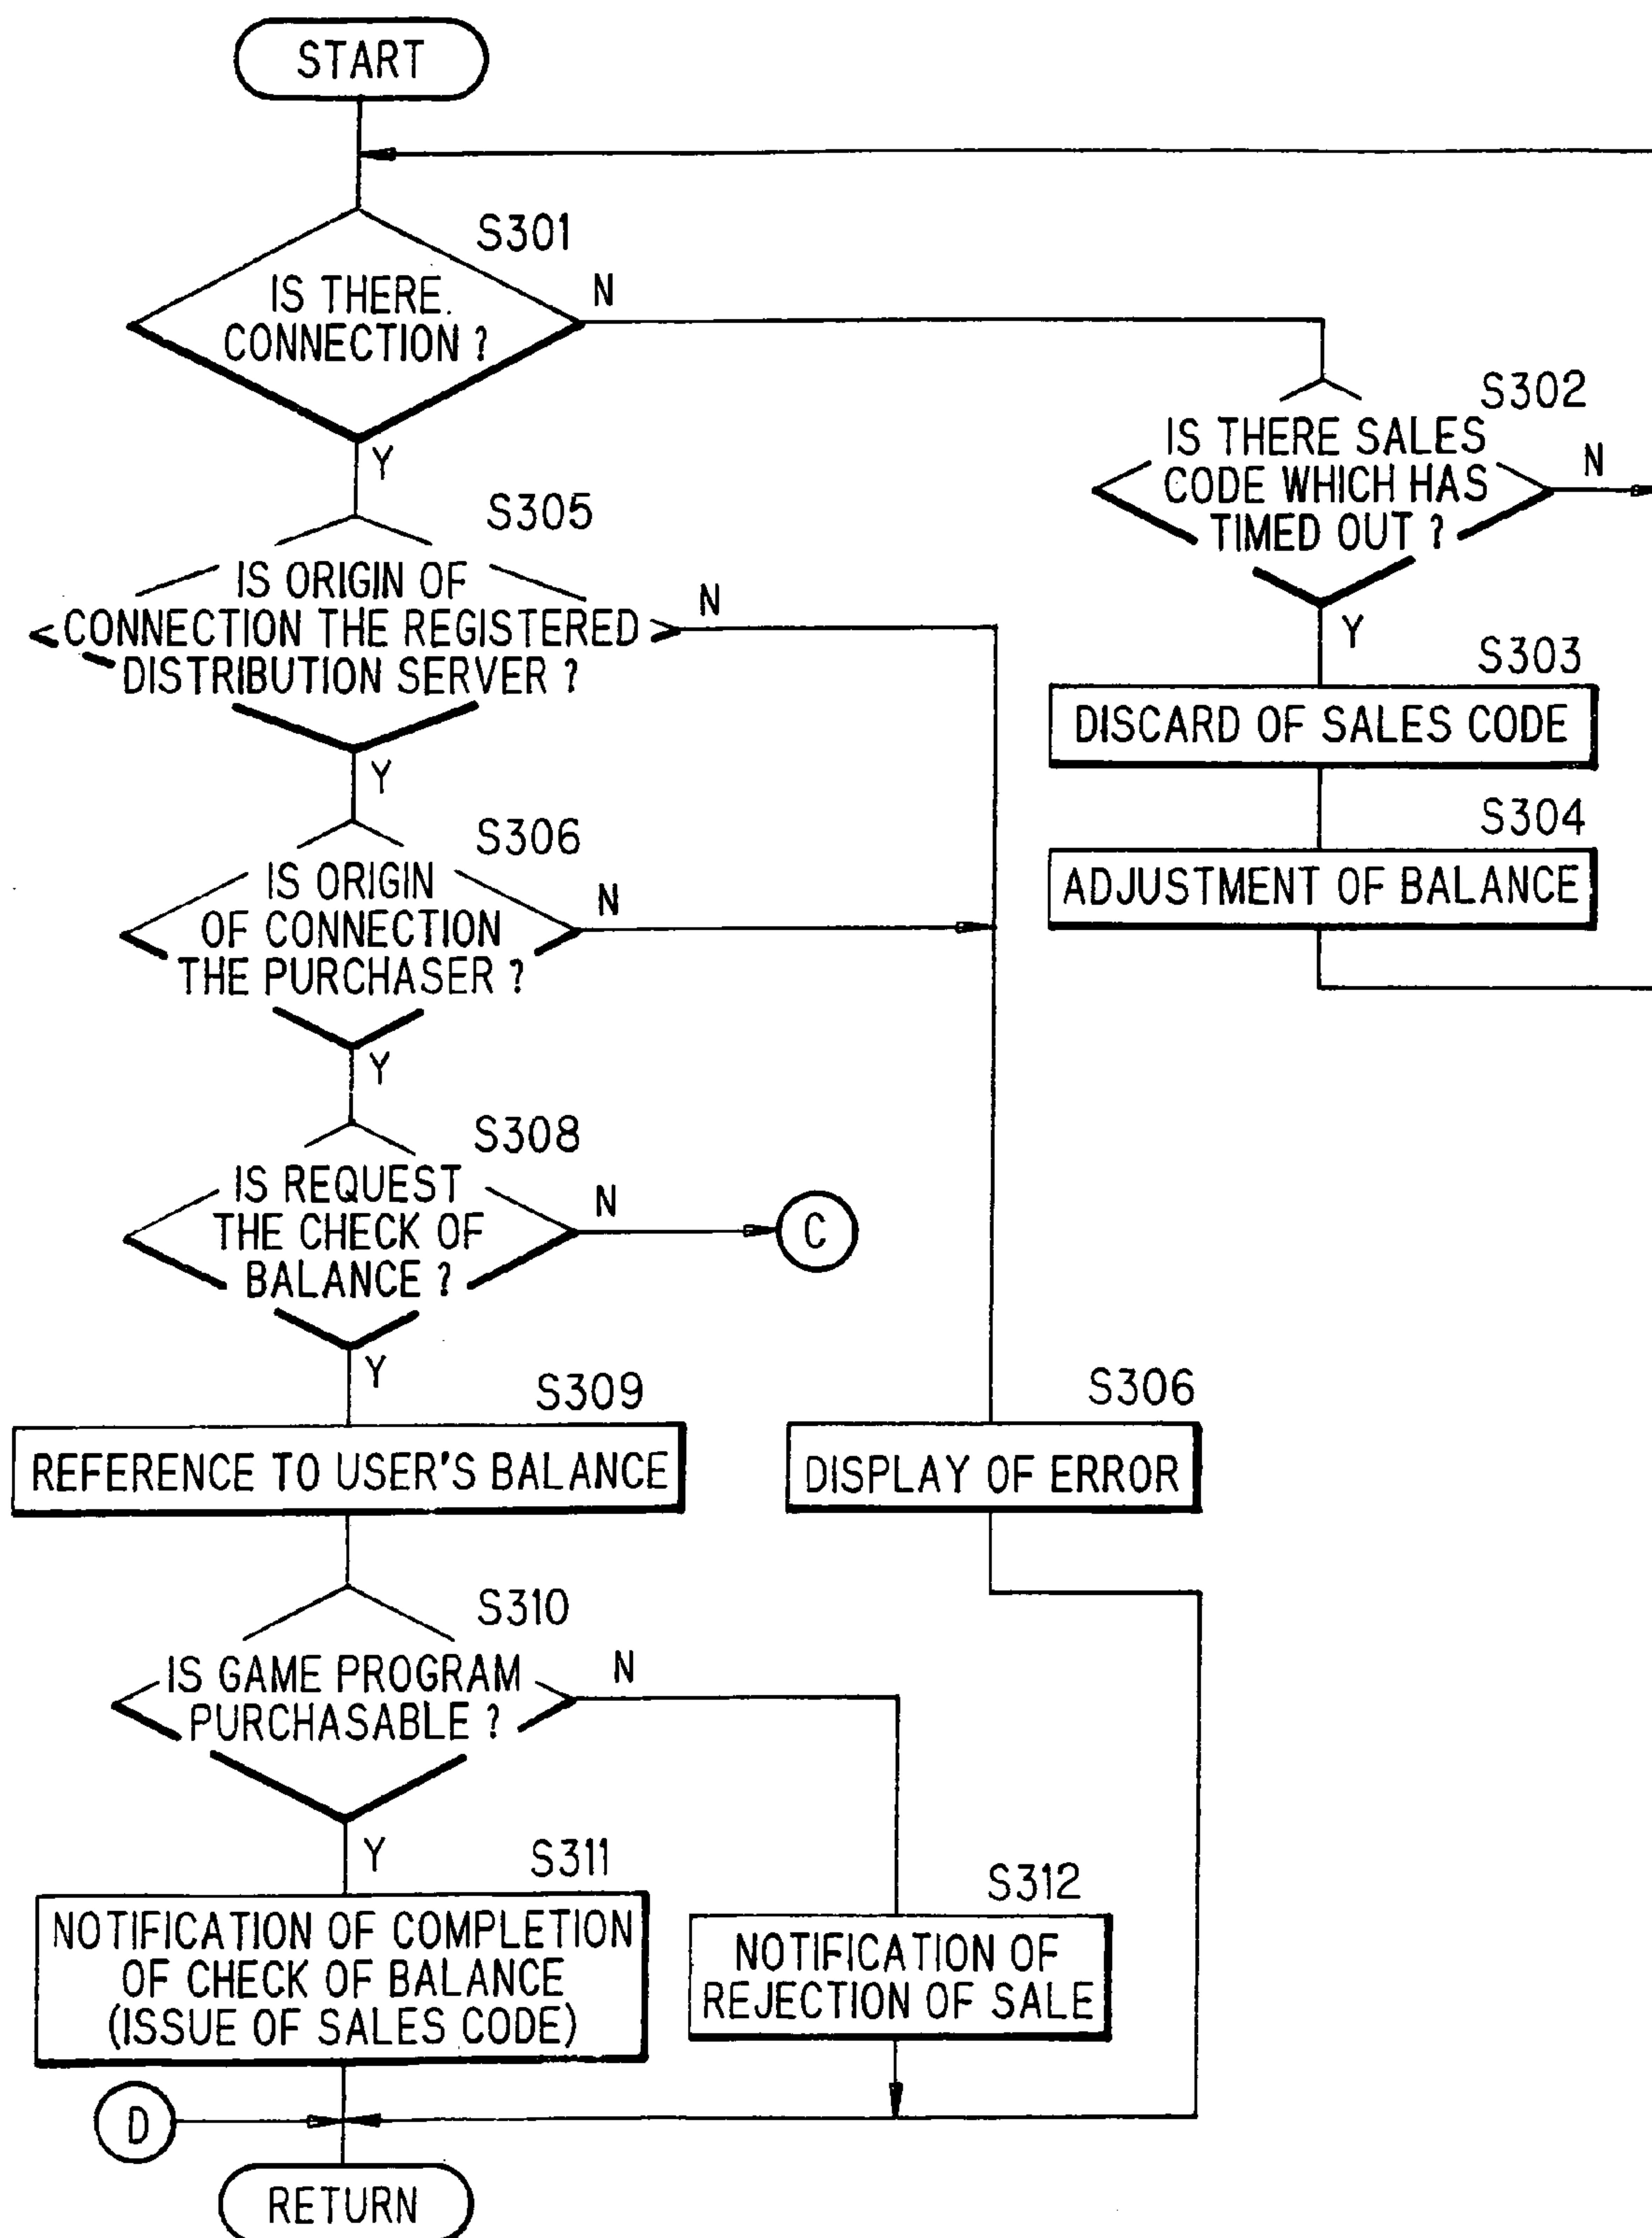 START
S301
IS THERE.
CONNECTION ?
N
Y
S302
IS THERE SALES
CODE WHICH HAS
TIMED OUT ?
N
Y
S303
DISCARD OF SALES CODE
S304
ADJUSTMENT OF BALANCE
S305
IS ORIGIN OF
CONNECTION THE REGISTERED
DISTRIBUTION SERVER ?
N
Y
S306
IS ORIGIN
OF CONNECTION
THE PURCHASER ?
N
Y
S308
IS REQUEST
THE CHECK OF
BALANCE ?
N
C
Y
S309
REFERENCE TO USER'S BALANCE
S306
DISPLAY OF ERROR
S310
IS GAME PROGRAM
PURCHASABLE ?
N
Y
S311
NOTIFICATION OF COMPLETION
OF CHECK OF BALANCE
(ISSUE OF SALES CODE)
S312
NOTIFICATION OF
REJECTION OF SALE
D
RETURN